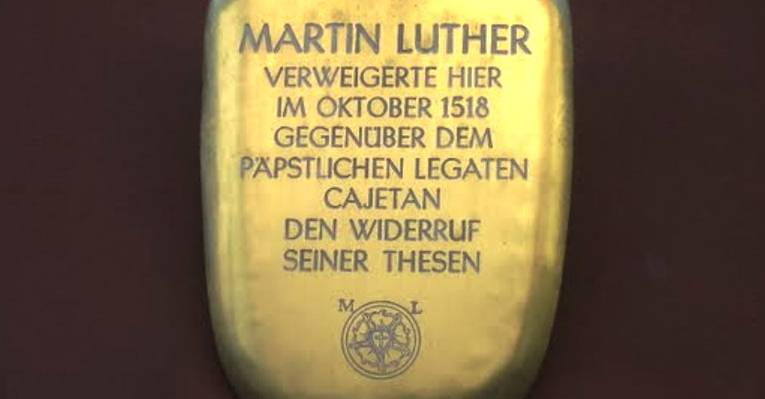 MARTIN LUTHER
VERWEIGERTE HIER
IM OKTOBER 1518
GEGENÜBER DEM
PÄPSTLICHEN LEGATEN
CAJETAN
DEN WIDERRUF
SEINER THESEN
M L